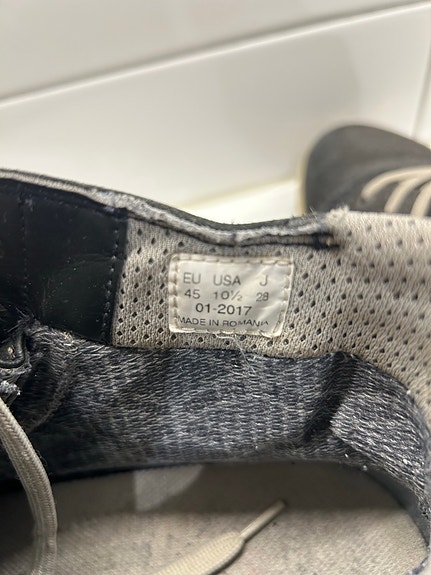 EU USA J
45 10½ 29
01-2017
MADE IN ROMANIA